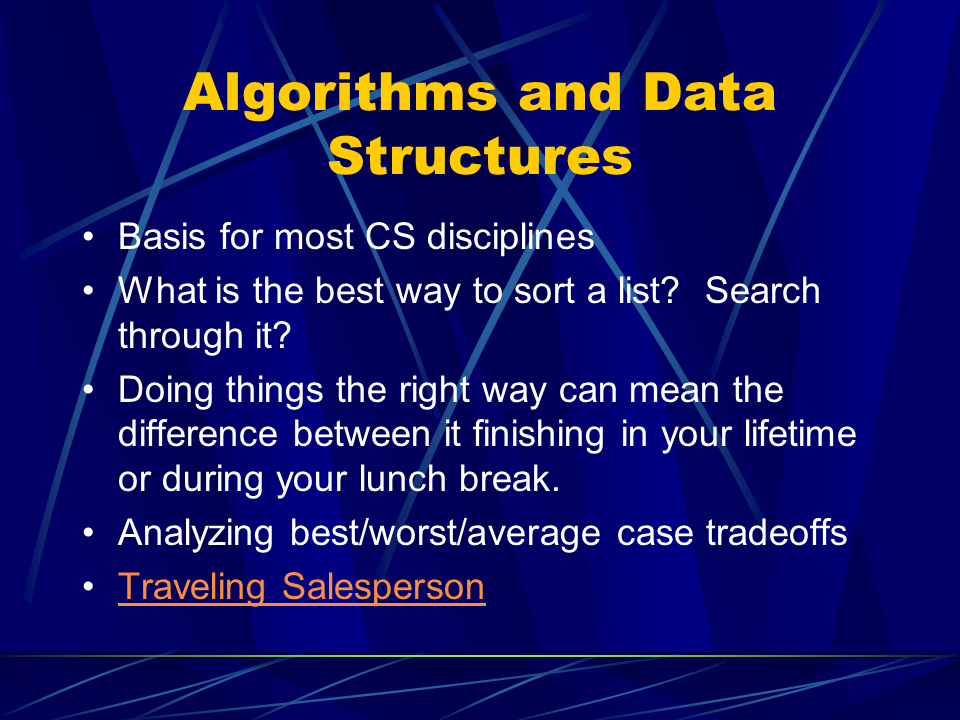 Algorithms and Data
Structures
• Basis for most CS disciplines
• What is the best way to sort a list?  Search
through it?
• Doing things the right way can mean the
difference between it finishing in your lifetime
or during your lunch break.
• Analyzing best/worst/average case tradeoffs
• Traveling Salesperson